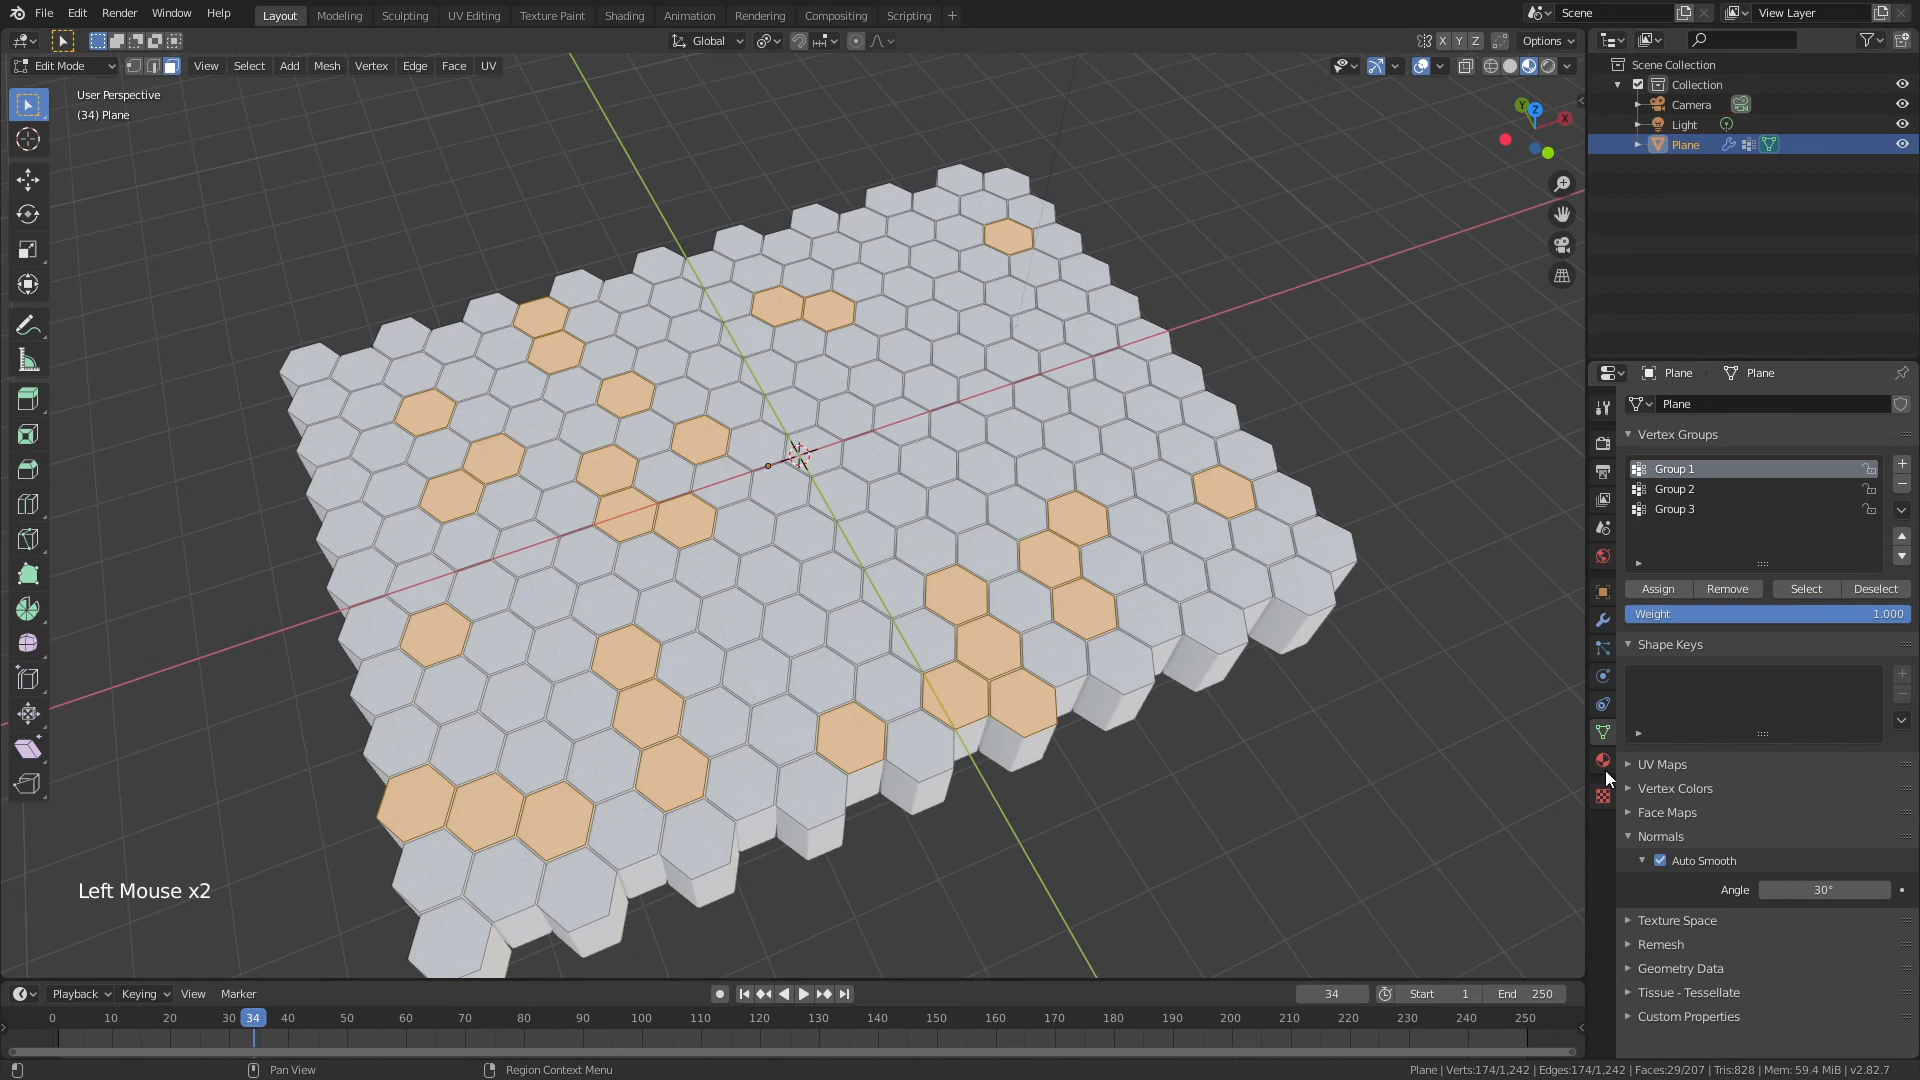 File Edit Render Window Help Layout Modeling Sculpting UV Editing Texture Paint Shading Animation Rendering Compositing Scripting + Scene View Layer
Global X Y Z Options
Edit Mode View Select Add Mesh Vertex Edge Face UV
User Perspective
(34) Plane
Y Z X
Scene Collection
Collection
Camera
Light
Plane
Plane Plane
Plane
Vertex Groups
Group 1
Group 2
Group 3
Assign Remove Select Deselect
Weight 1.000
Shape Keys
UV Maps
Vertex Colors
Face Maps
Normals
Auto Smooth
Angle 30°
Texture Space
Remesh
Geometry Data
Tissue - Tessellate
Custom Properties
Left Mouse x2
Playback Keying View Marker 34 Start 1 End 250
0 10 20 30 34 40 50 60 70 80 90 100 110 120 130 140 150 160 170 180 190 200 210 220 230 240 250
Pan View Region Context Menu Plane | Verts:174/1,242 | Edges:174/1,242 | Faces:29/207 | Tris:828 | Mem: 59.4 MiB | v2.82.7